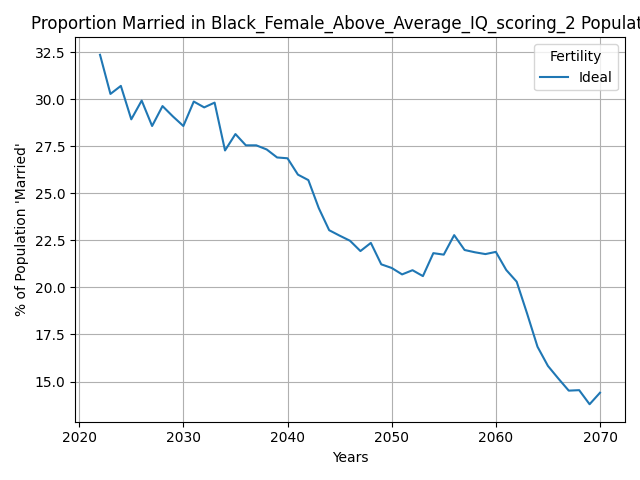 Proportion Married in Black_Female_Above_Average_IQ_scoring_2 Populat
32.5
30.0
27.5
25.0
22.5
20.0
17.5
15.0
% of Population 'Married'
Fertility
Ideal
2020 2030 2040 2050 2060 2070
Years